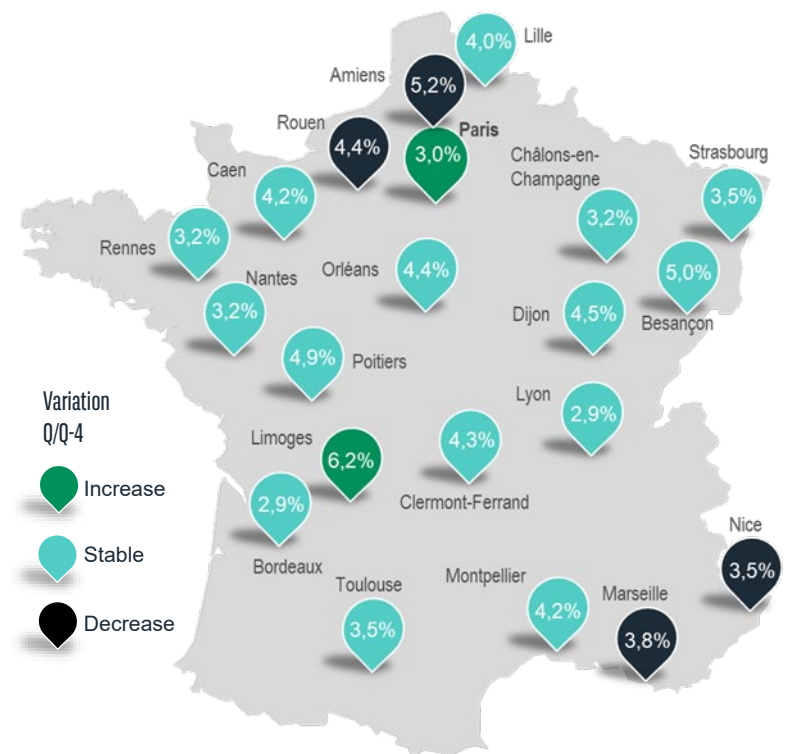 Lille
4,0%
Amiens
5,2%
Rouen
4,4%
Paris
3,0%
Caen
4,2%
Châlons-en-
Champagne
3,2%
Strasbourg
3,5%
Rennes
3,2%
Nantes
3,2%
Orléans
4,4%
Besançon
5,0%
Dijon
4,5%
Poitiers
4,9%
Lyon
2,9%
Variation
Q/Q-4
Increase
Stable
Decrease
Limoges
6,2%
Clermont-Ferrand
4,3%
Bordeaux
2,9%
Toulouse
3,5%
Montpellier
4,2%
Marseille
3,8%
Nice
3,5%